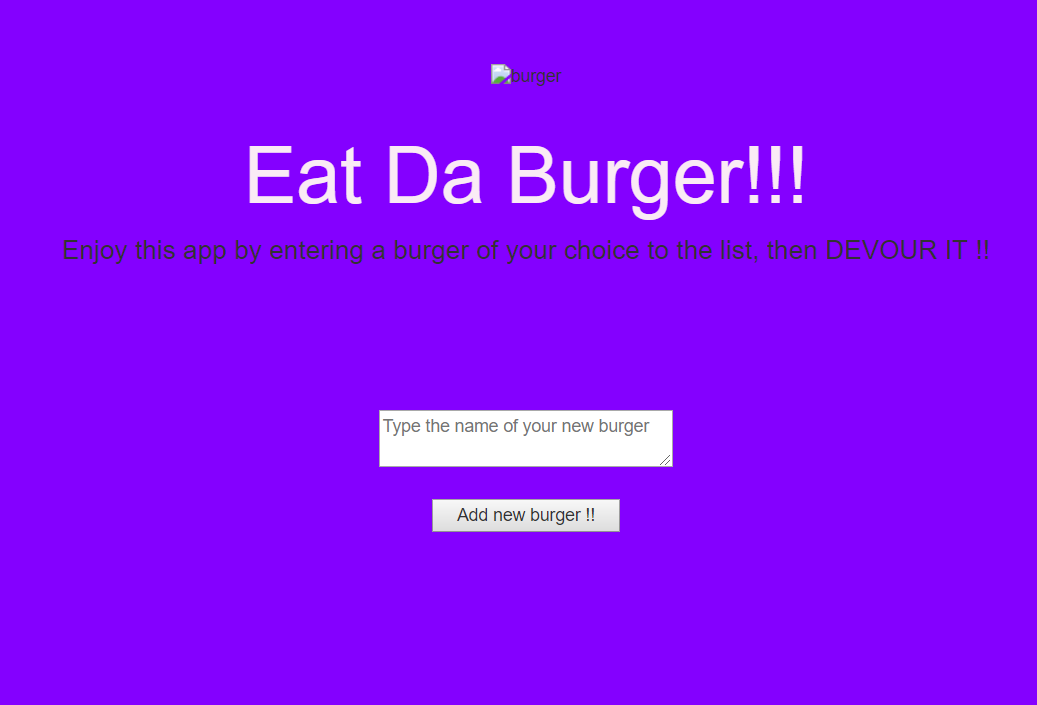 burger
Eat Da Burger!!!
Enjoy this app by entering a burger of your choice to the list, then DEVOUR IT !!
Type the name of your new burger
Add new burger !!